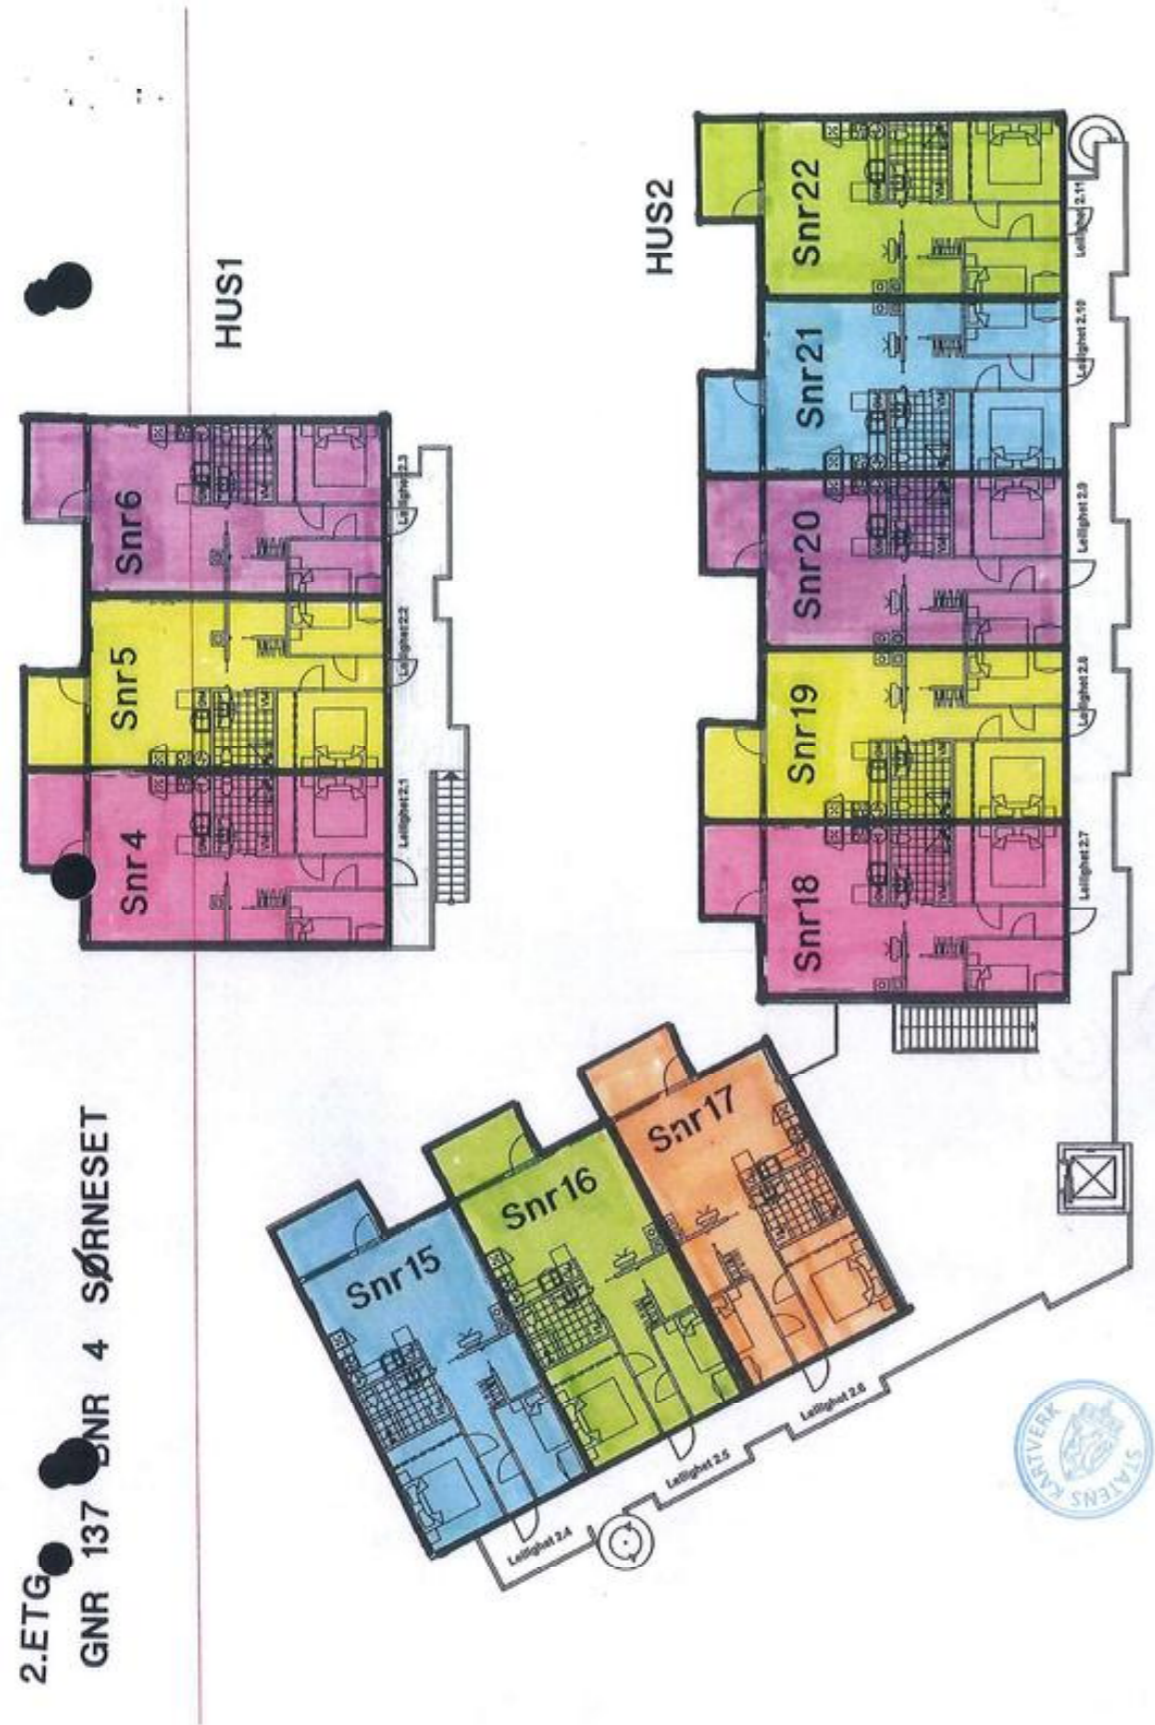 2.ETG
GNR 137 BNR 4 SØRNESET
HUS1
Snr4
Snr5
Snr6
Leilighet 2.1
Leilighet 2.2
Leilighet 2.3
HUS2
Snr15
Snr16
Snr17
Snr18
Snr19
Snr20
Snr21
Snr22
Leilighet 2.4
Leilighet 2.5
Leilighet 2.6
Leilighet 2.7
Leilighet 2.8
Leilighet 2.9
Leilighet 2.10
Leilighet 2.11
STATENS KARTVERK